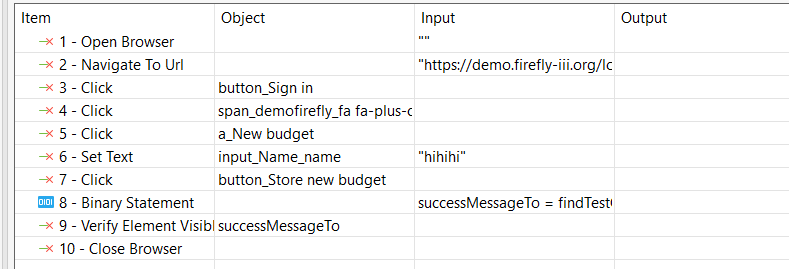 Item Object Input Output
1 - Open Browser ""
2 - Navigate To Url "https://demo.firefly-iii.org/lc
3 - Click button_Sign in
4 - Click span_demofirefly_fa fa-plus-c
5 - Click a_New budget
6 - Set Text input_Name_name "hihihi"
7 - Click button_Store new budget
8 - Binary Statement successMessageTo = findTest
9 - Verify Element Visibl successMessageTo
10 - Close Browser